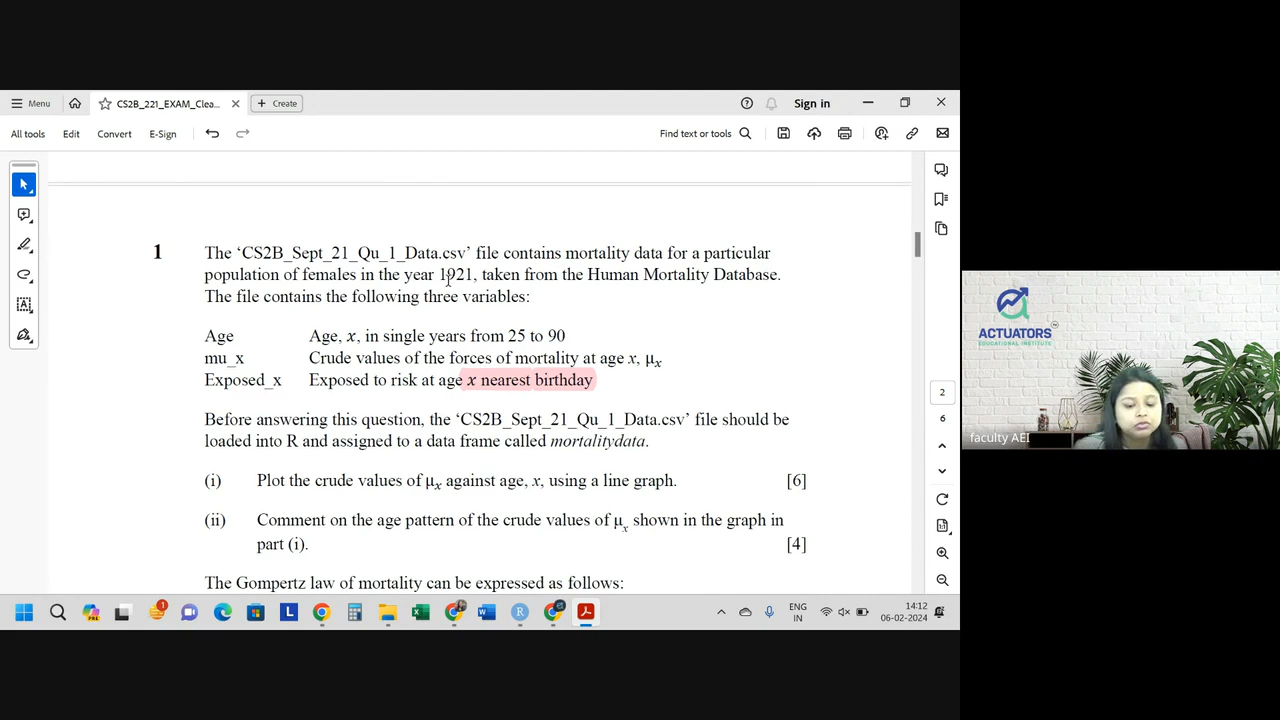 Menu
CS2B_221_EXAM_Clea...
Create
Sign in
All tools
Edit
Convert
E-Sign
Find text or tools
1
The ‘CS2B_Sept_21_Qu_1_Data.csv’ file contains mortality data for a particular
population of females in the year 1921, taken from the Human Mortality Database.
The file contains the following three variables:
Age Age, x, in single years from 25 to 90
mu_x Crude values of the forces of mortality at age x, μx
Exposed_x Exposed to risk at age x nearest birthday
Before answering this question, the ‘CS2B_Sept_21_Qu_1_Data.csv’ file should be
loaded into R and assigned to a data frame called mortalitydata.
(i) Plot the crude values of μx against age, x, using a line graph. [6]
(ii) Comment on the age pattern of the crude values of μx shown in the graph in
part (i). [4]
The Gompertz law of mortality can be expressed as follows:
2
6
ENG
IN
14:12
06-02-2024
ACTUATORS
EDUCATIONAL INSTITUTE
faculty AEI